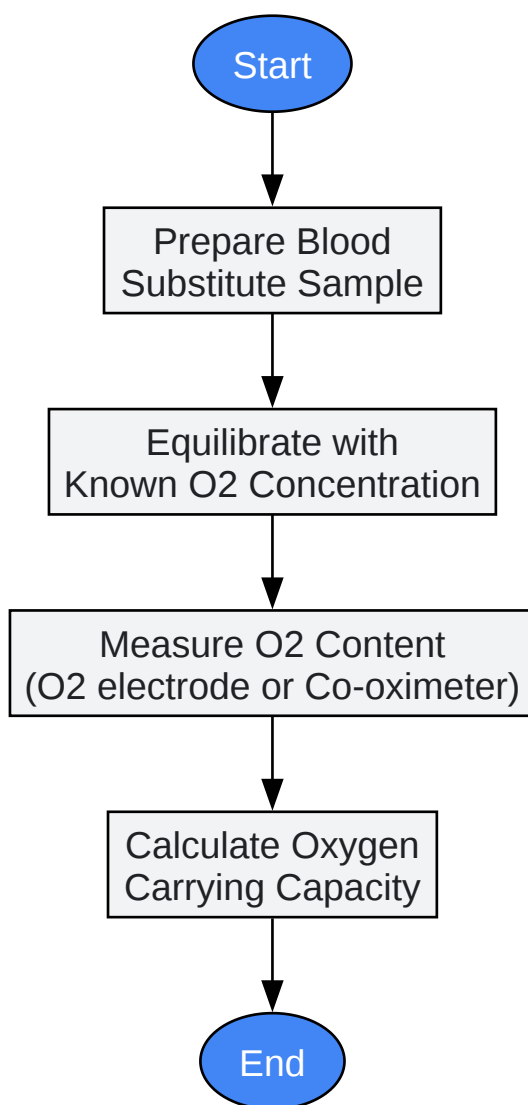 Start
Prepare Blood
Substitute Sample
Equilibrate with
Known O2 Concentration
Measure O2 Content
(O2 electrode or Co-oximeter)
Calculate Oxygen
Carrying Capacity
End